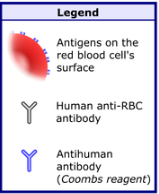 Legend
Antigens on the
red blood cell's
surface
Human anti-RBC
antibody
Antihuman
antibody
(Coombs reagent)